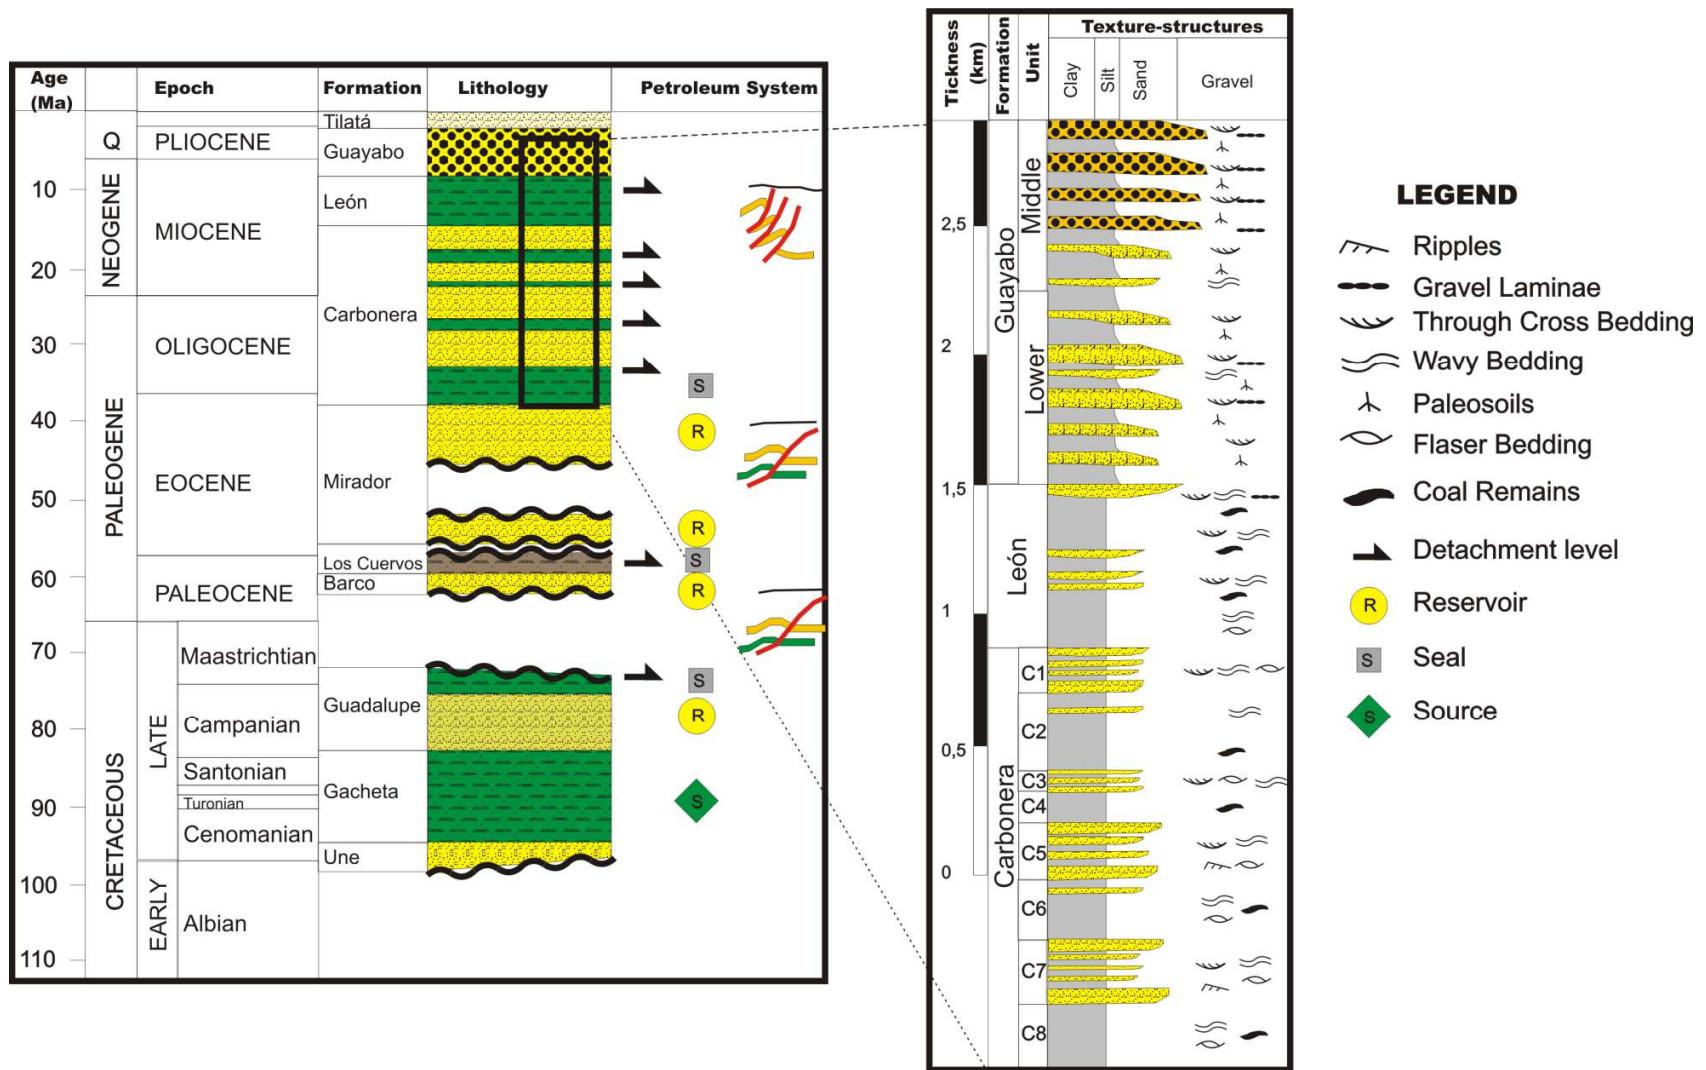 Age
(Ma)
Epoch
Formation
Lithology
Petroleum System
10
20
30
40
50
60
70
80
90
100
110
Q
NEOGENE
PALEOGENE
CRETACEOUS
LATE
EARLY
PLIOCENE
MIOCENE
OLIGOCENE
EOCENE
PALEOCENE
Maastrichtian
Campanian
Santonian
Turonian
Cenomanian
Albian
Tilatá
Guayabo
León
Carbonera
Mirador
Los Cuervos
Barco
Guadalupe
Gacheta
Une
S
R
R
S
R
S
R
S
Tickness
(km)
Formation
Unit
Texture-structures
Clay
Silt
Sand
Gravel
2,5
2
1,5
1
0,5
0
Guayabo
León
Carbonera
Middle
Lower
C1
C2
C3
C4
C5
C6
C7
C8
LEGEND
Ripples
Gravel Laminae
Through Cross Bedding
Wavy Bedding
Paleosoils
Flaser Bedding
Coal Remains
Detachment level
R Reservoir
S Seal
S Source